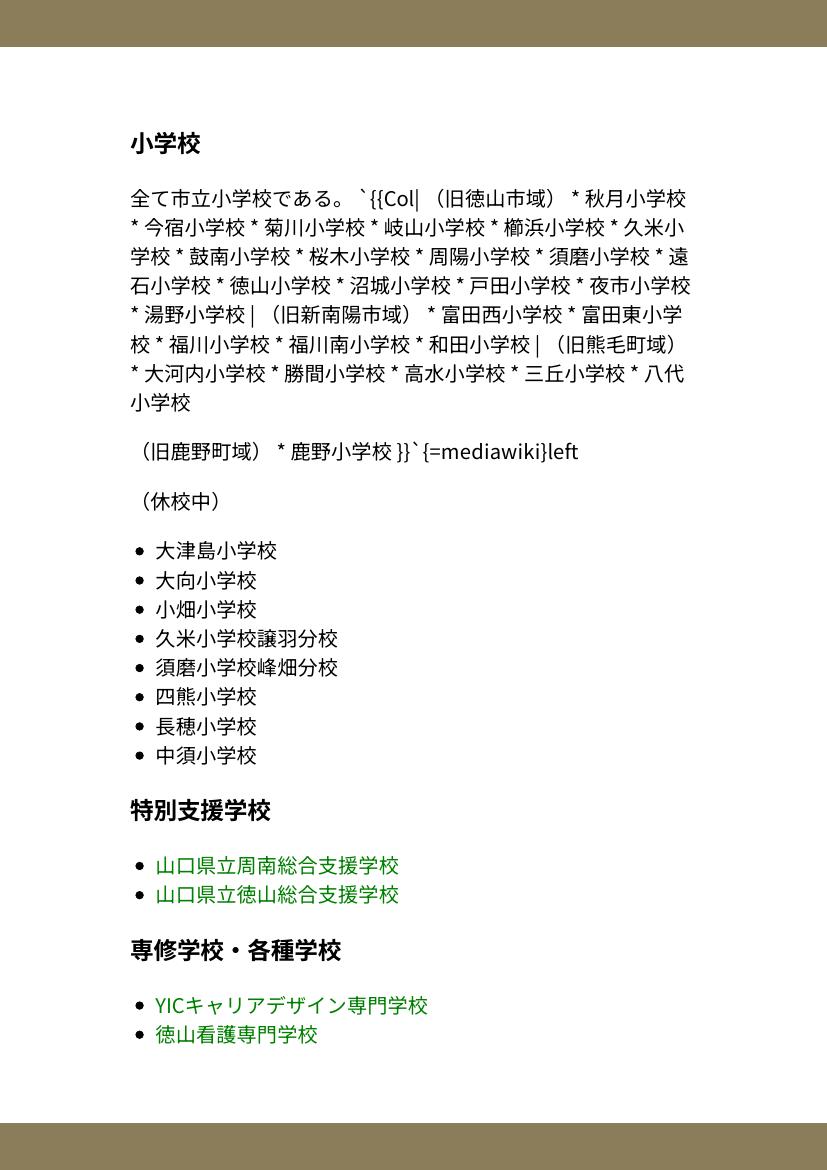 小学校
全て市立小学校である。 `{{Col| （旧徳山市域） * 秋月小学校
* 今宿小学校 * 菊川小学校 * 岐山小学校 * 櫛浜小学校 * 久米小
学校 * 鼓南小学校 * 桜木小学校 * 周陽小学校 * 須磨小学校 * 遠
石小学校 * 徳山小学校 * 沼城小学校 * 戸田小学校 * 夜市小学校
* 湯野小学校 | （旧新南陽市域） * 富田西小学校 * 富田東小学
校 * 福川小学校 * 福川南小学校 * 和田小学校 | （旧熊毛町域）
* 大河内小学校 * 勝間小学校 * 高水小学校 * 三丘小学校 * 八代
小学校
（旧鹿野町域） * 鹿野小学校 }}`{=mediawiki}left
（休校中）
• 大津島小学校
• 大向小学校
• 小畑小学校
• 久米小学校譲羽分校
• 須磨小学校峰畑分校
• 四熊小学校
• 長穂小学校
• 中須小学校
特別支援学校
• 山口県立周南総合支援学校
• 山口県立徳山総合支援学校
専修学校・各種学校
• YICキャリアデザイン専門学校
• 徳山看護専門学校